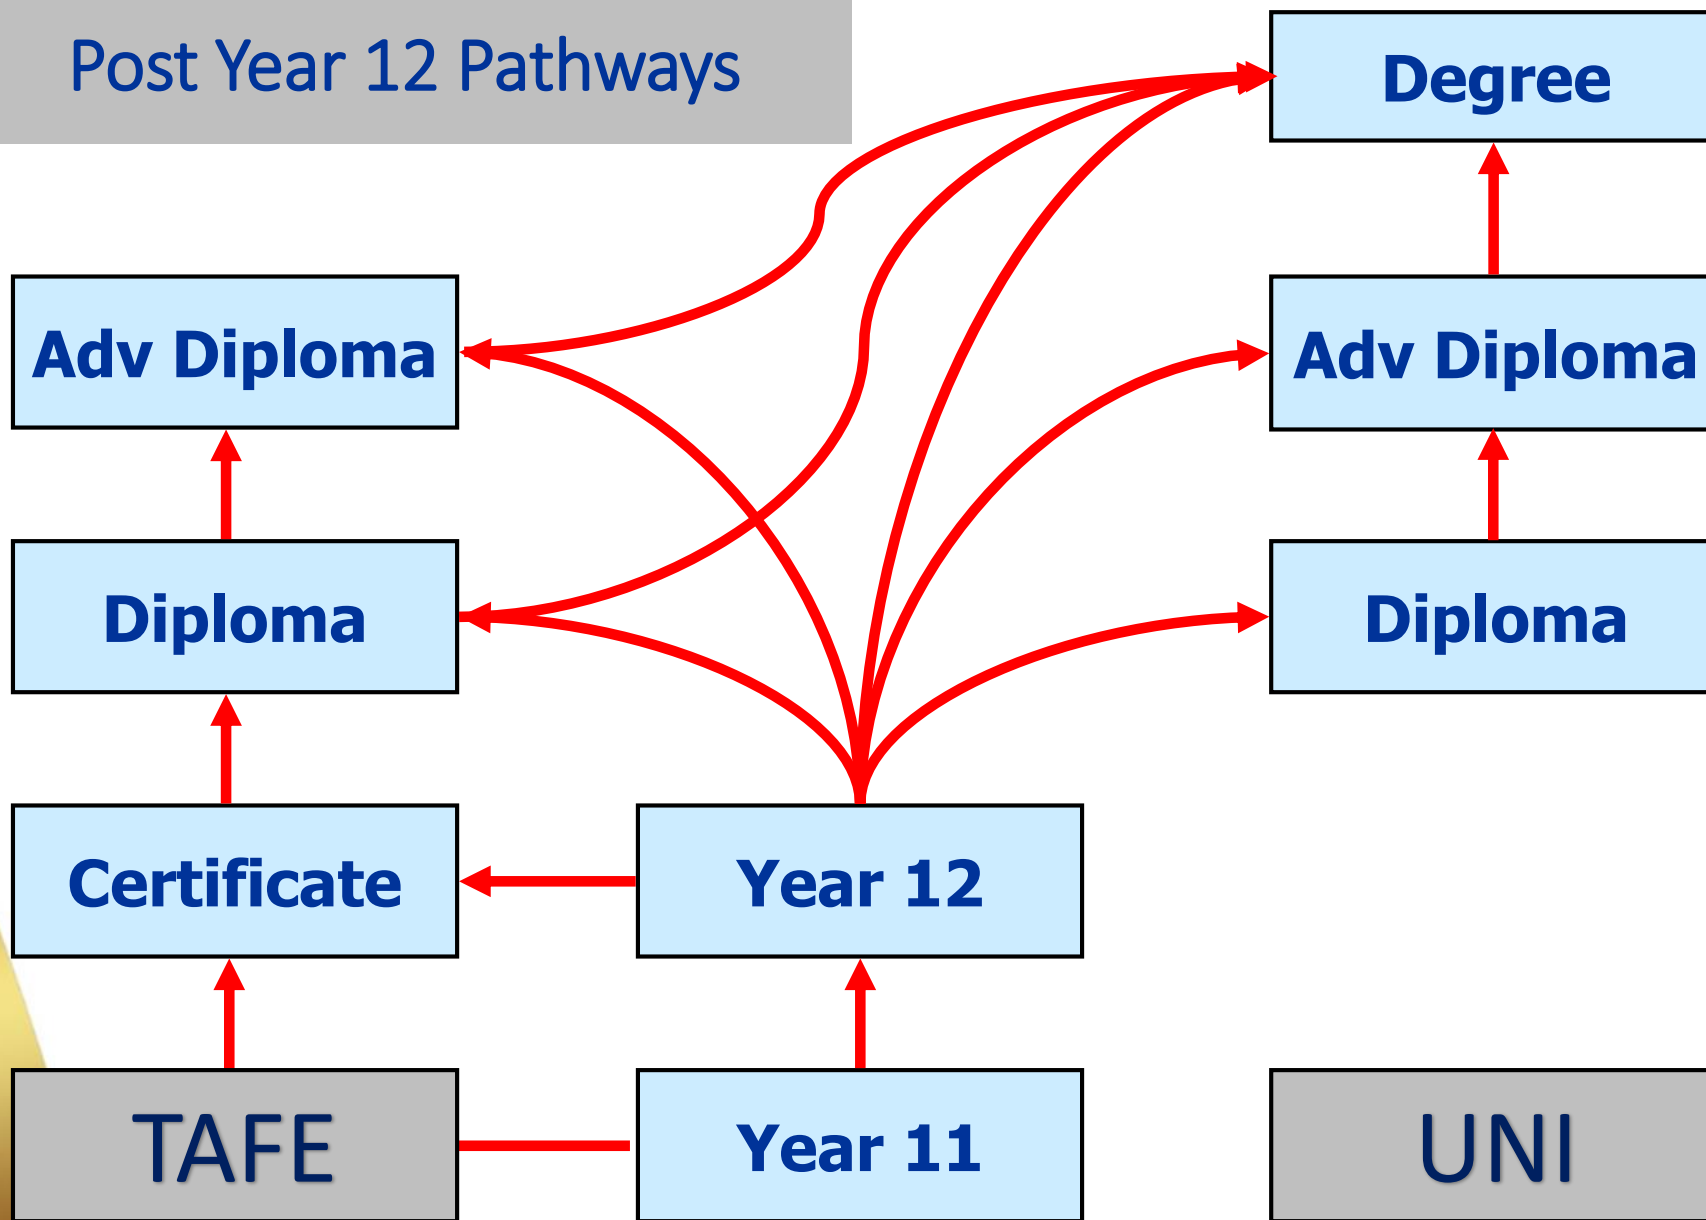 Post Year 12 Pathways
Degree
Adv Diploma
Adv Diploma
Diploma
Diploma
Certificate
Year 12
TAFE
Year 11
UNI